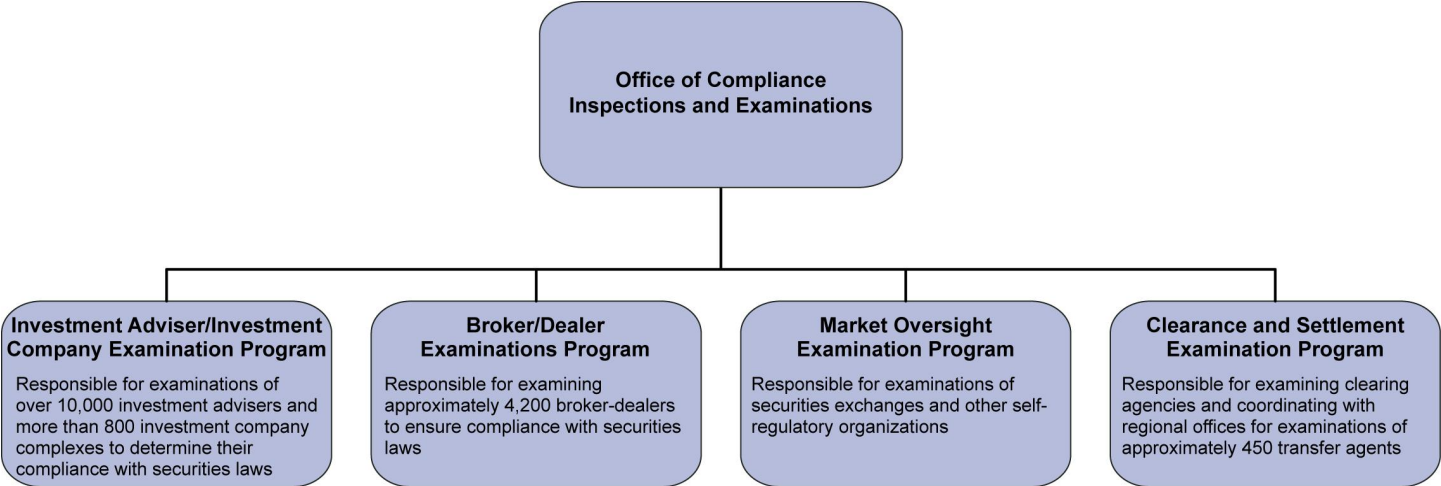 Office of Compliance
Inspections and Examinations
Investment Adviser/Investment
Company Examination Program
Responsible for examinations of
over 10,000 investment advisers and
more than 800 investment company
complexes to determine their
compliance with securities laws
Broker/Dealer
Examinations Program
Responsible for examining
approximately 4,200 broker-dealers
to ensure compliance with securities
laws
Market Oversight
Examination Program
Responsible for examinations of
securities exchanges and other self-
regulatory organizations
Clearance and Settlement
Examination Program
Responsible for examining clearing
agencies and coordinating with
regional offices for examinations of
approximately 450 transfer agents